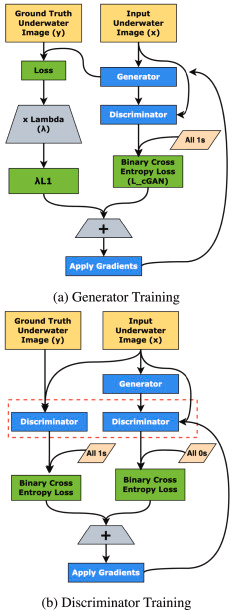 Ground Truth
Underwater
Image (y)
Input
Underwater
Image (x)
Loss
Generator
x Lambda
(λ)
Discriminator
All 1s
λL1
Binary Cross
Entropy Loss
(L_cGAN)
+
Apply Gradients
(a) Generator Training
Ground Truth
Underwater
Image (y)
Input
Underwater
Image (x)
Generator
Discriminator
Discriminator
All 1s
All 0s
Binary Cross
Entropy Loss
Binary Cross
Entropy Loss
+
Apply Gradients
(b) Discriminator Training